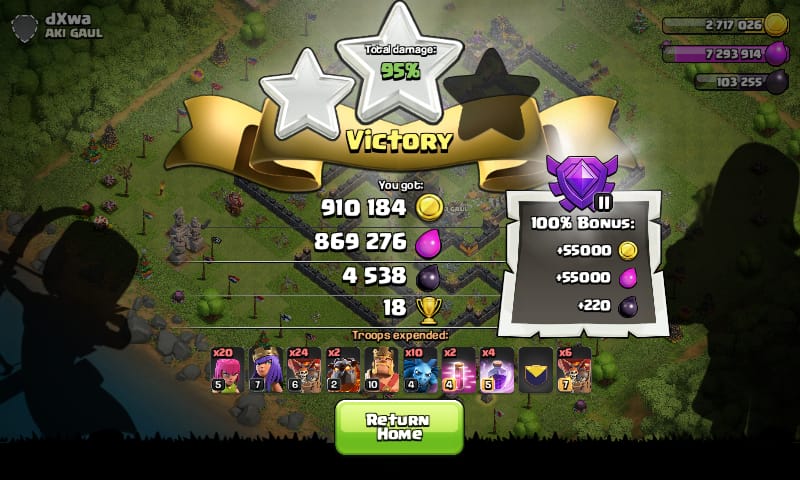 dXwa
AKI GAUL
2 717 026
7 293 914
103 255
Total damage:
95%
Victory
You got:
910 184
869 276
4 538
18
100% Bonus:
+55000
+55000
+220
Troops expended:
x20 x24 x2 x10 x2 x4 x6
5 7 6 2 10 4 4 5 7
Return
Home